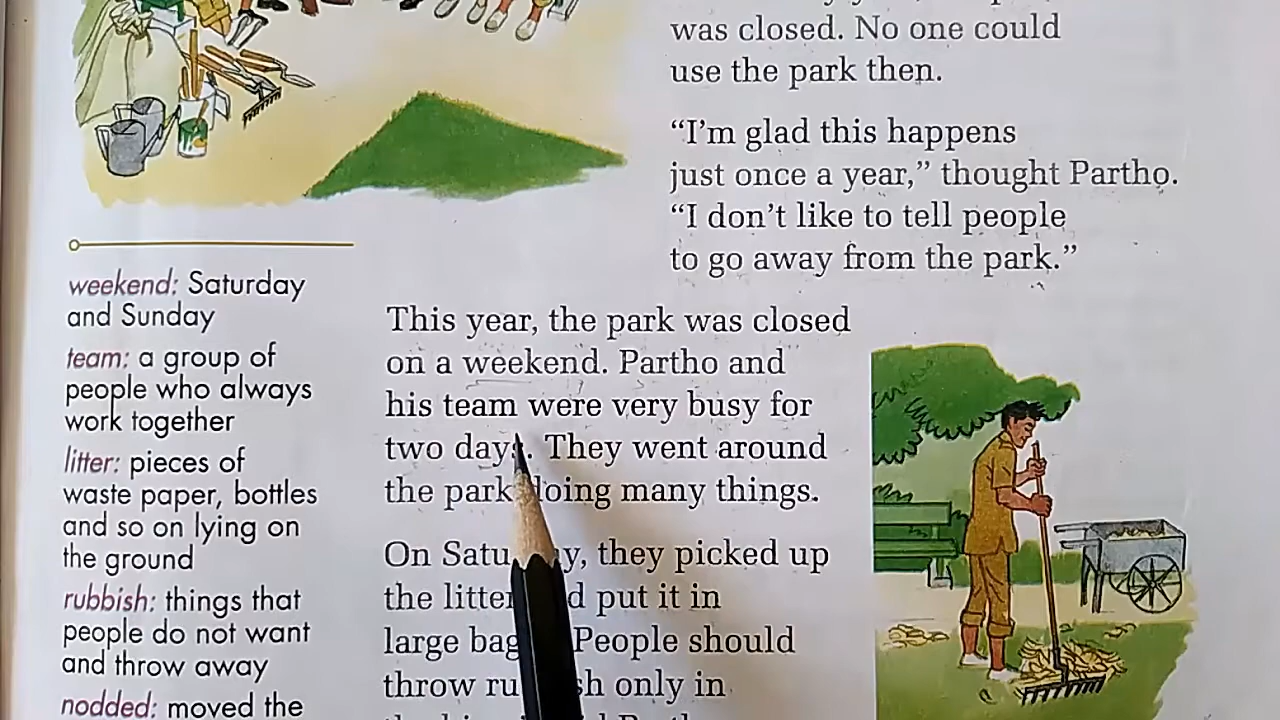 was closed. No one could
use the park then.
“I’m glad this happens
just once a year,” thought Partho.
“I don’t like to tell people
to go away from the park.”
weekend: Saturday
and Sunday
team: a group of
people who always
work together
litter: pieces of
waste paper, bottles
and so on lying on
the ground
rubbish: things that
people do not want
and throw away
nodded: moved the
This year, the park was closed
on a weekend. Partho and
his team were very busy for
two days. They went around
the park doing many things.
On Saturday, they picked up
the litter and put it in
large bags. People should
throw rubbish only in